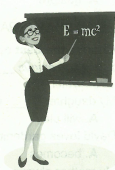 E = mc²